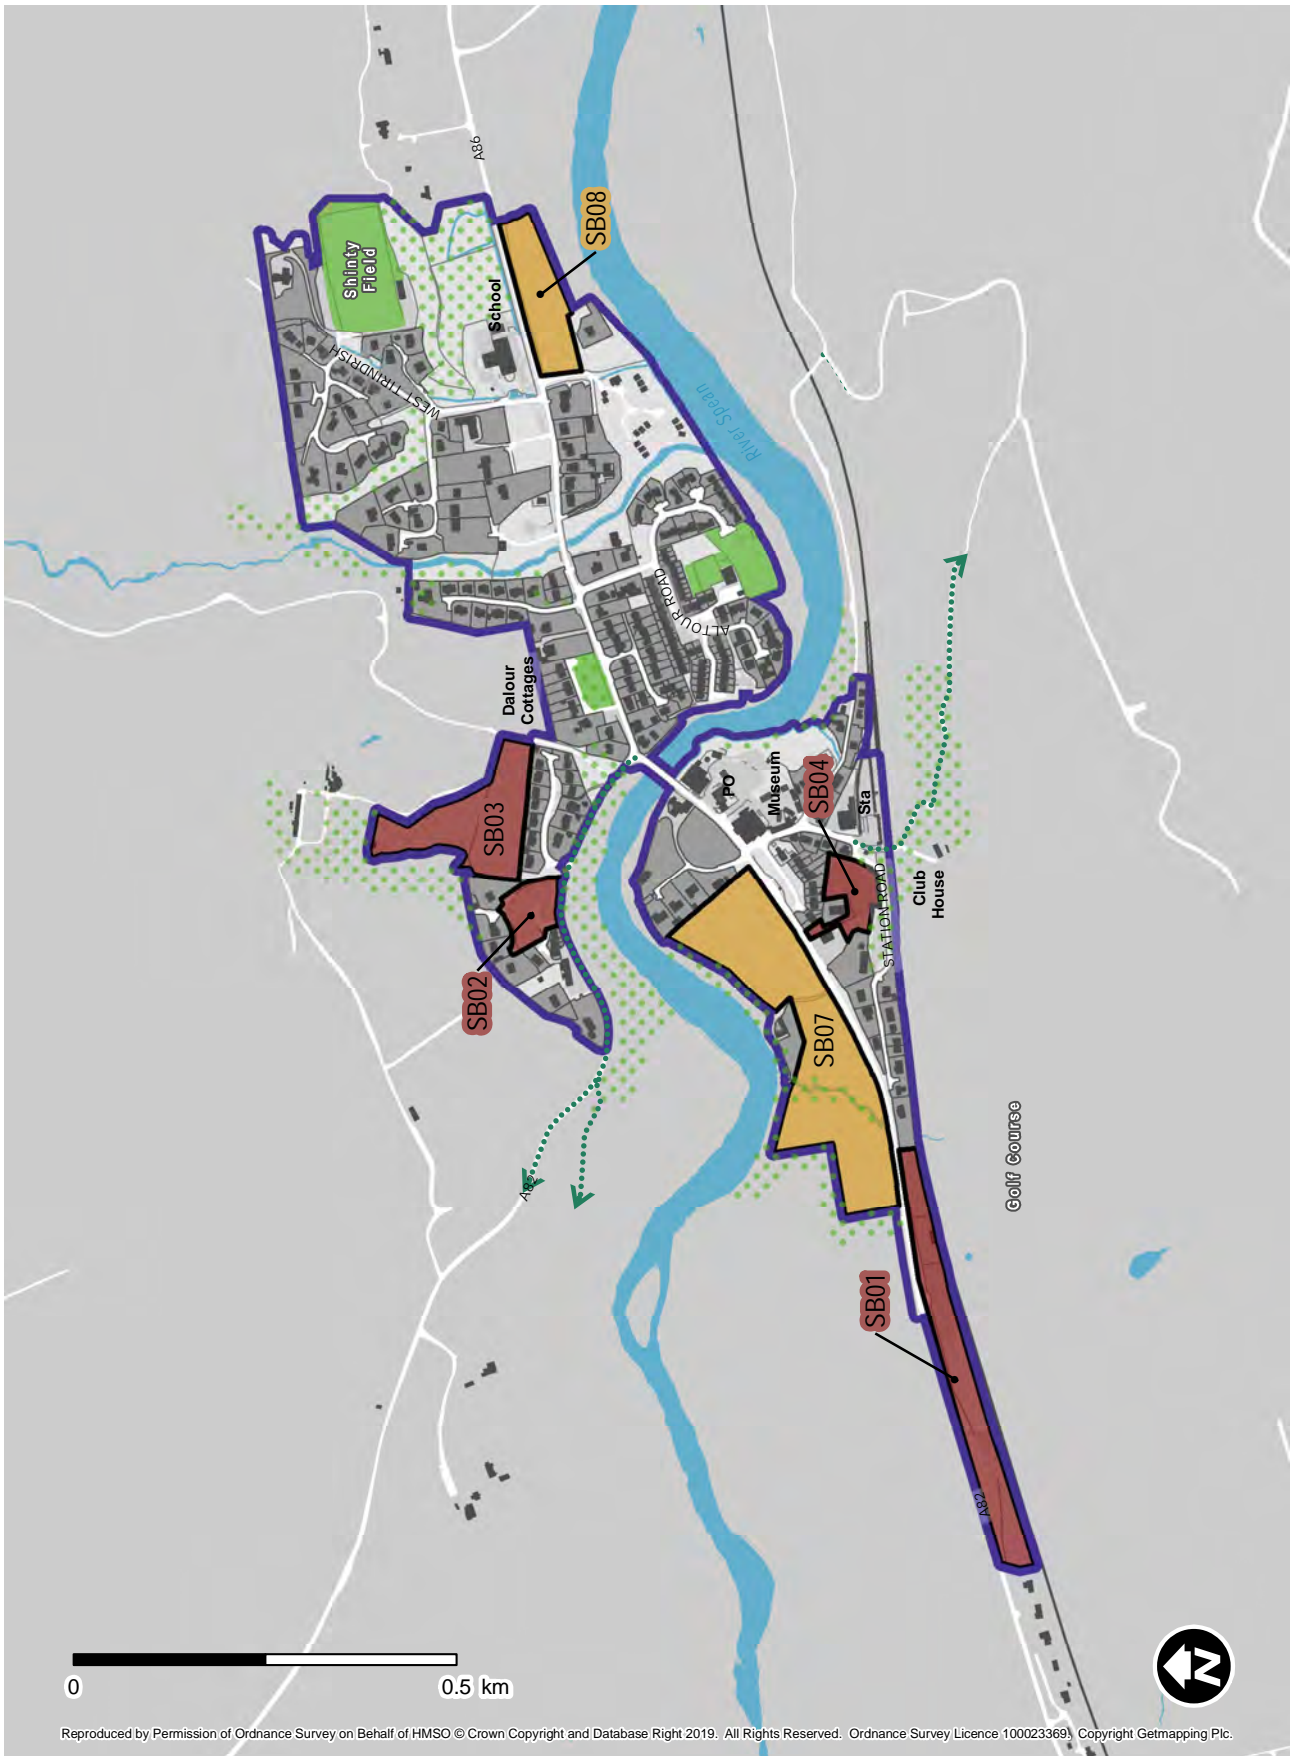 A86
SB08
Shinty
Field
School
WEST TIRINDRISH
River Spean
ALTOUR ROAD
Dalour
Cottages
SB03
PO
Museum
SB04
Sta
STATION ROAD
Club
House
SB02
SB07
A82
Golf Course
SB01
A82
0
0.5 km
N
Reproduced by Permission of Ordnance Survey on Behalf of HMSO © Crown Copyright and Database Right 2019. All Rights Reserved. Ordnance Survey Licence 100023369. Copyright Getmapping Plc.